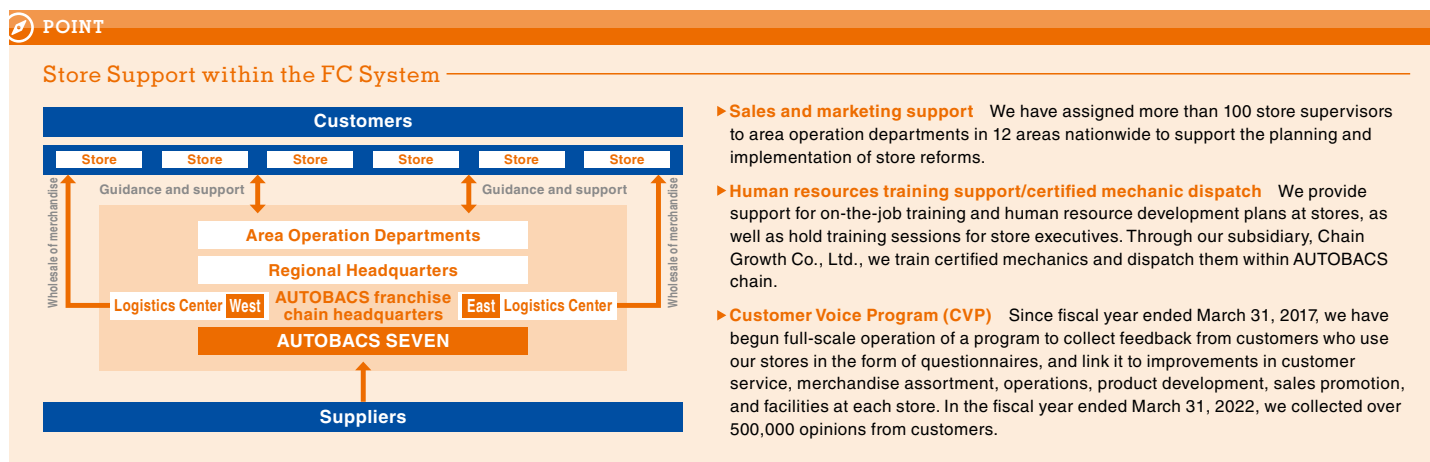 POINT
Store Support within the FC System
Customers
Store Store Store Store Store Store
Guidance and support Guidance and support
Wholesale of merchandise
Wholesale of merchandise
Area Operation Departments
Regional Headquarters
Logistics Center West
AUTOBACS franchise
chain headquarters
East Logistics Center
AUTOBACS SEVEN
Suppliers
Sales and marketing support We have assigned more than 100 store supervisors
to area operation departments in 12 areas nationwide to support the planning and
implementation of store reforms.
Human resources training support/certified mechanic dispatch We provide
support for on-the-job training and human resource development plans at stores, as
well as hold training sessions for store executives. Through our subsidiary, Chain
Growth Co., Ltd., we train certified mechanics and dispatch them within AUTOBACS
chain.
Customer Voice Program (CVP) Since fiscal year ended March 31, 2017, we have
begun full-scale operation of a program to collect feedback from customers who use
our stores in the form of questionnaires, and link it to improvements in customer
service, merchandise assortment, operations, product development, sales promotion,
and facilities at each store. In the fiscal year ended March 31, 2022, we collected over
500,000 opinions from customers.